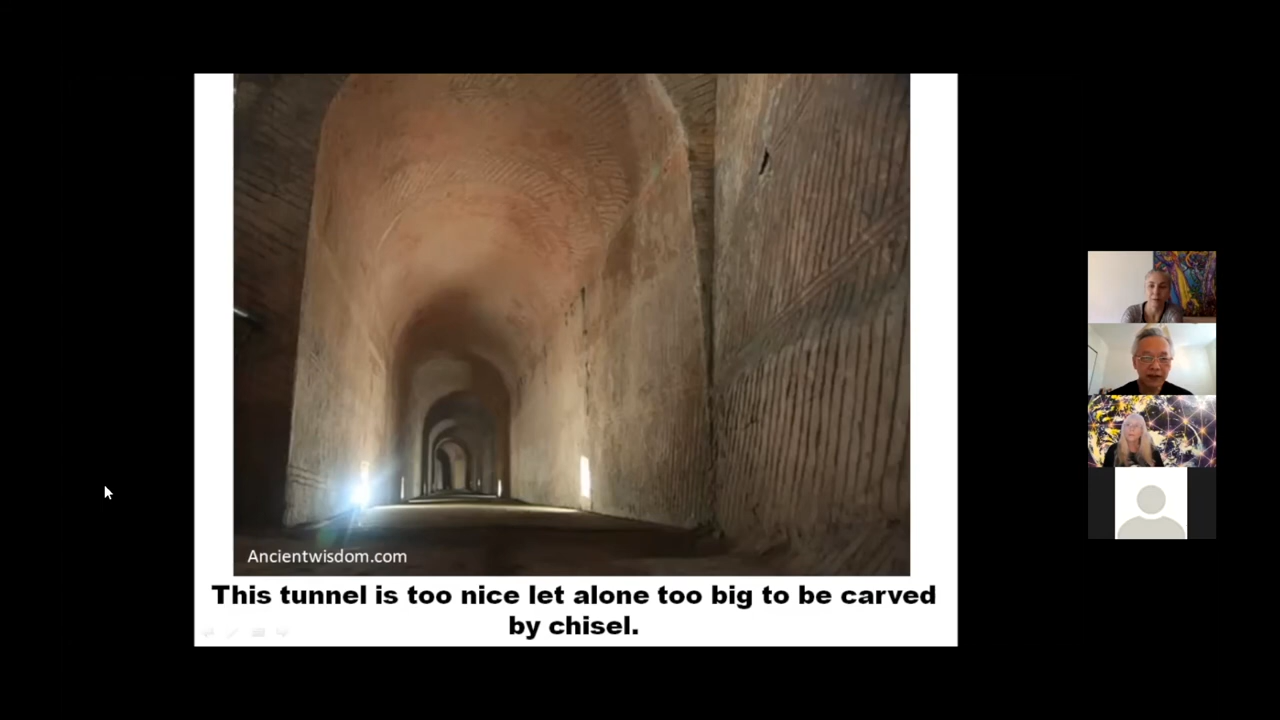 Ancientwisdom.com
This tunnel is too nice let alone too big to be carved
by chisel.